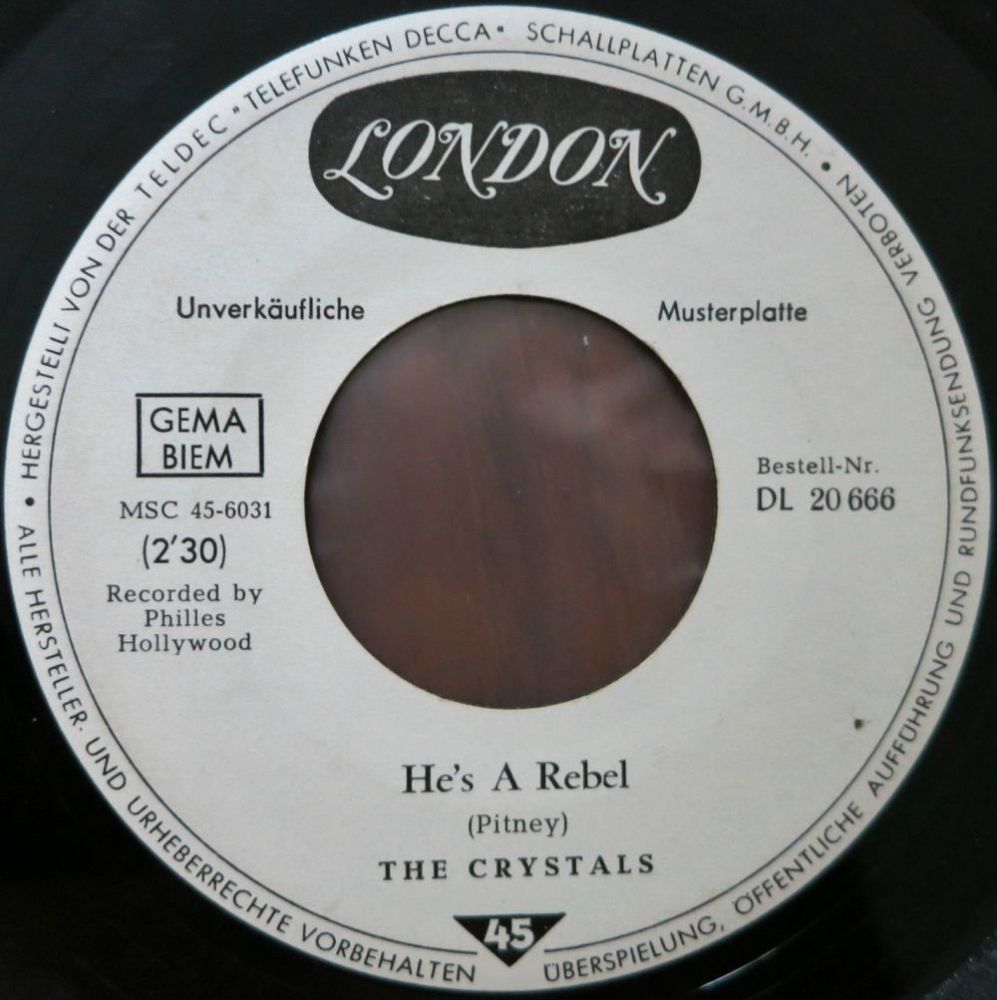 HERGESTELLT VON DER TELDEC » TELEFUNKEN DECCA • SCHALLPLATTEN G.M.B.H. •
LONDON
Unverkäufliche Musterplatte
GEMA
BIEM
MSC 45-6031
(2'30)
Recorded by
Philles
Hollywood
Bestell-Nr.
DL 20 666
He's A Rebel
(Pitney)
THE CRYSTALS
45
• ALLE HERSTELLER- UND URHEBERRECHTE VORBEHALTEN
ÜBERSPIELUNG, ÖFFENTLICHE AUFFÜHRUNG UND RUNDFUNKSENDUNG VERBOTEN